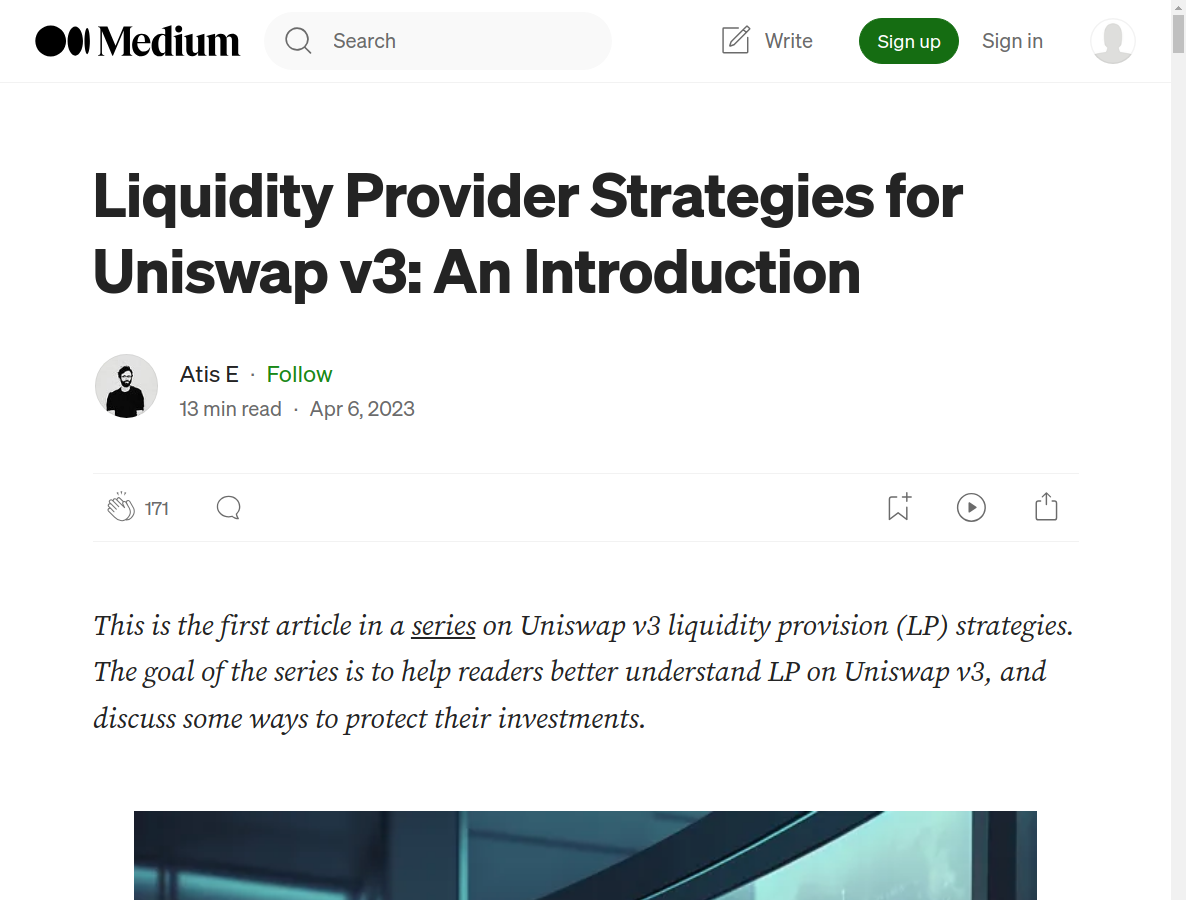 Medium
Search
Write
Sign up
Sign in
Liquidity Provider Strategies for
Uniswap v3: An Introduction
Atis E · Follow
13 min read · Apr 6, 2023
171
This is the first article in a series on Uniswap v3 liquidity provision (LP) strategies.
The goal of the series is to help readers better understand LP on Uniswap v3, and
discuss some ways to protect their investments.